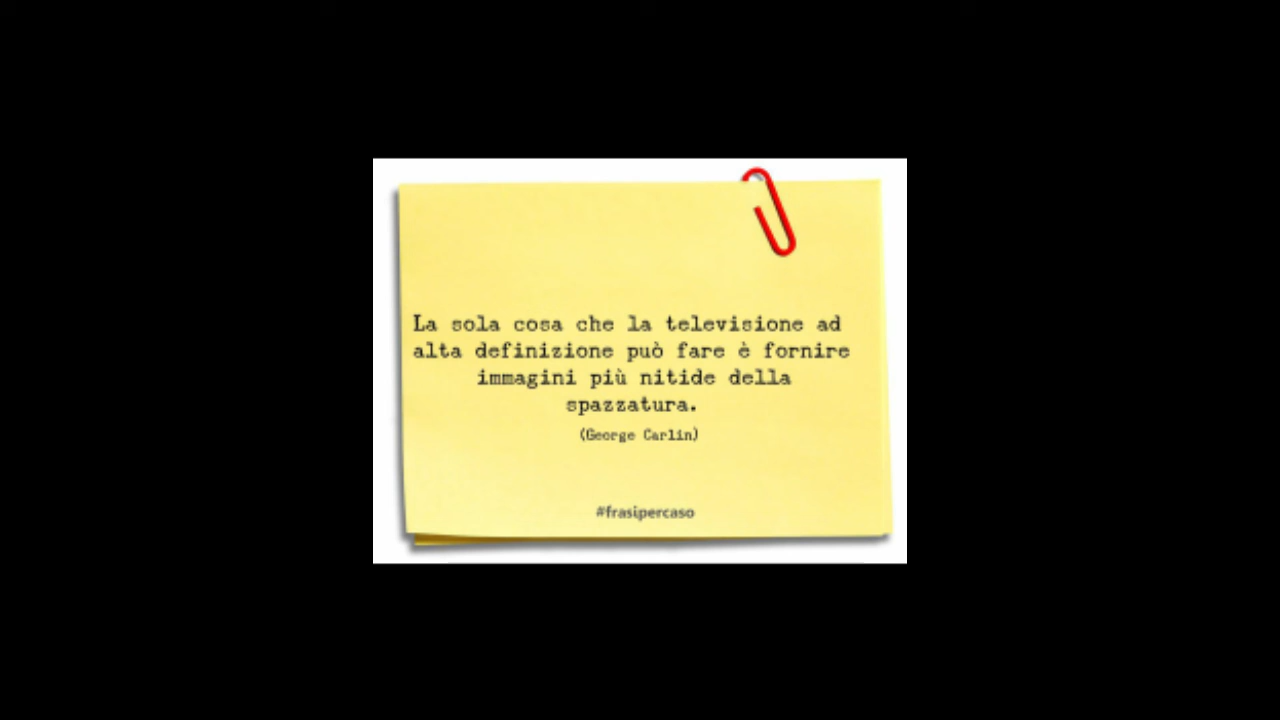 La sola cosa che la televisione ad
alta definizione può fare è fornire
immagini più nitide della
spazzatura.
(George Carlin)
#frasipercaso